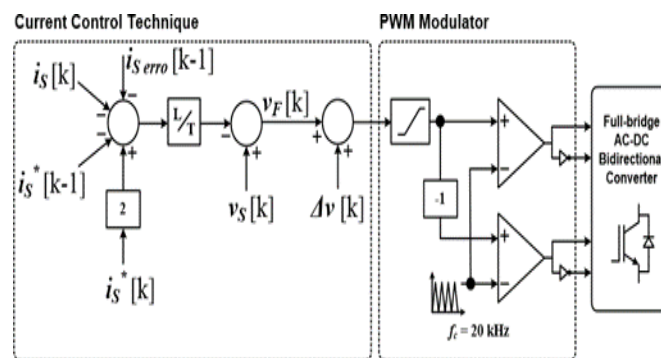 Current Control Technique
PWM Modulator
i_S erro[k-1]
i_S[k]
L/T
v_F[k]
i_S*[k-1]
2
v_S[k]
Δv[k]
i_S*[k]
-1
f_c = 20 kHz
Full-bridge
AC-DC
Bidirectional
Converter